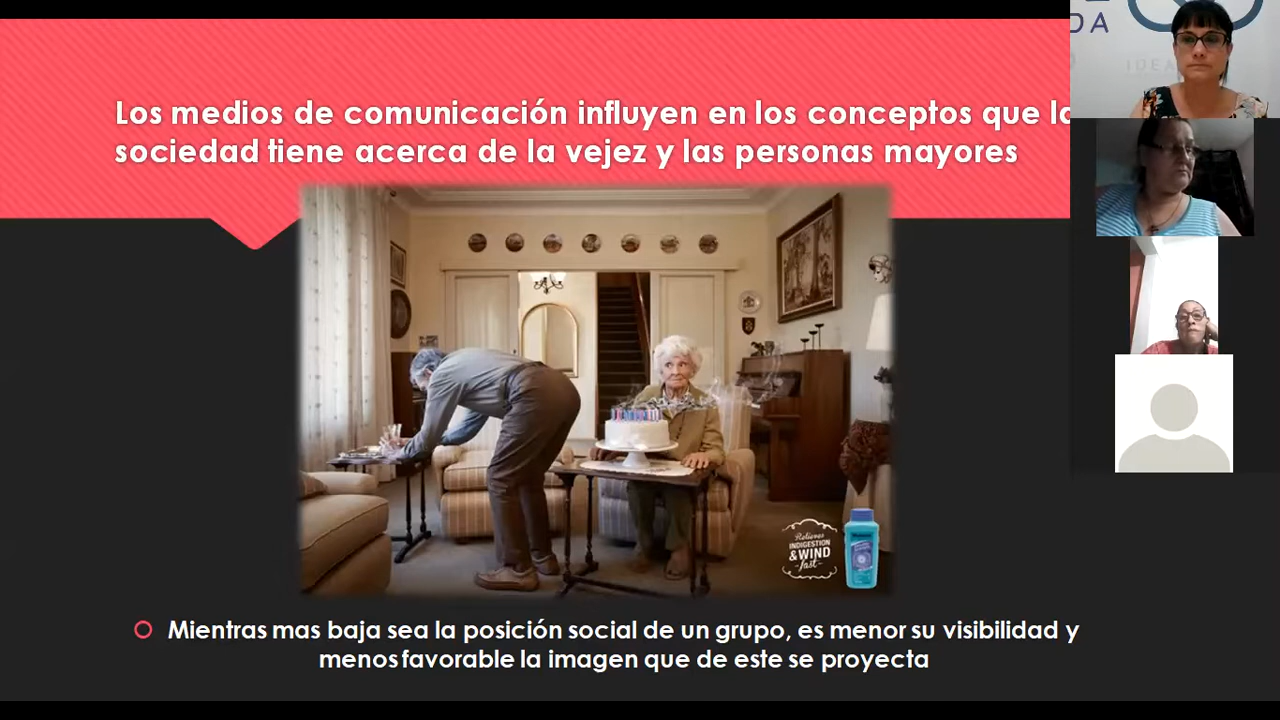 Los medios de comunicación influyen en los conceptos que la
sociedad tiene acerca de la vejez y las personas mayores
Relieves
INDIGESTION
& WIND
fast
Mientras mas baja sea la posición social de un grupo, es menor su visibilidad y
menos favorable la imagen que de este se proyecta
DA
IDEA